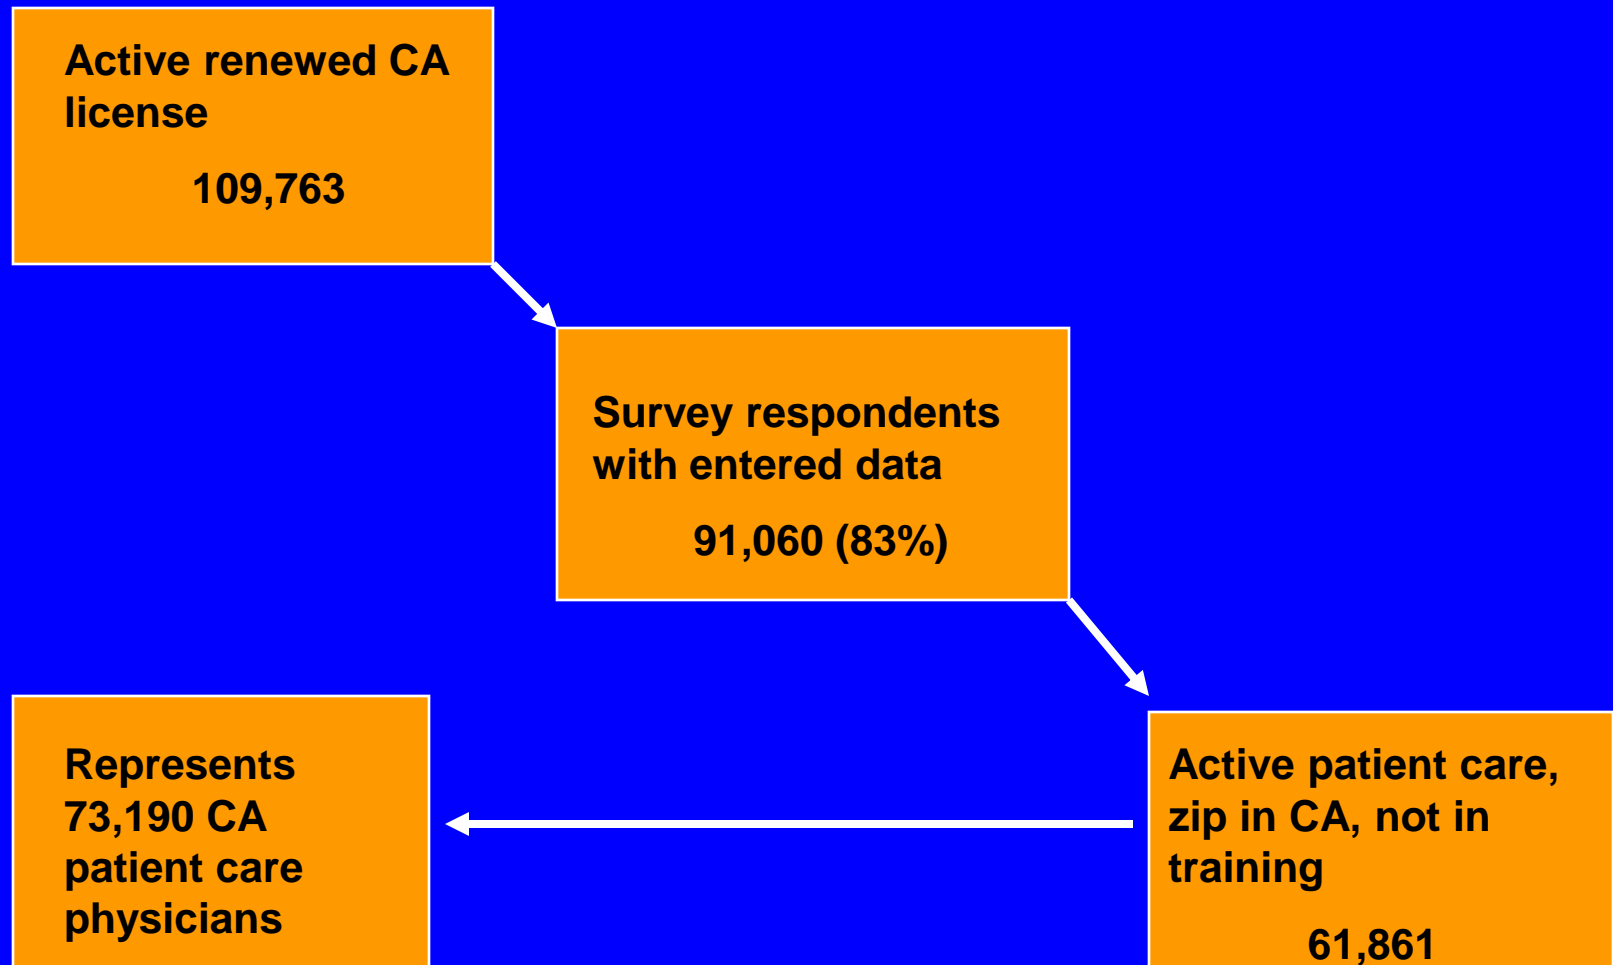 Active renewed CA
license
109,763
Survey respondents
with entered data
91,060 (83%)
Represents
73,190 CA
patient care
physicians
Active patient care,
zip in CA, not in
training
61,861